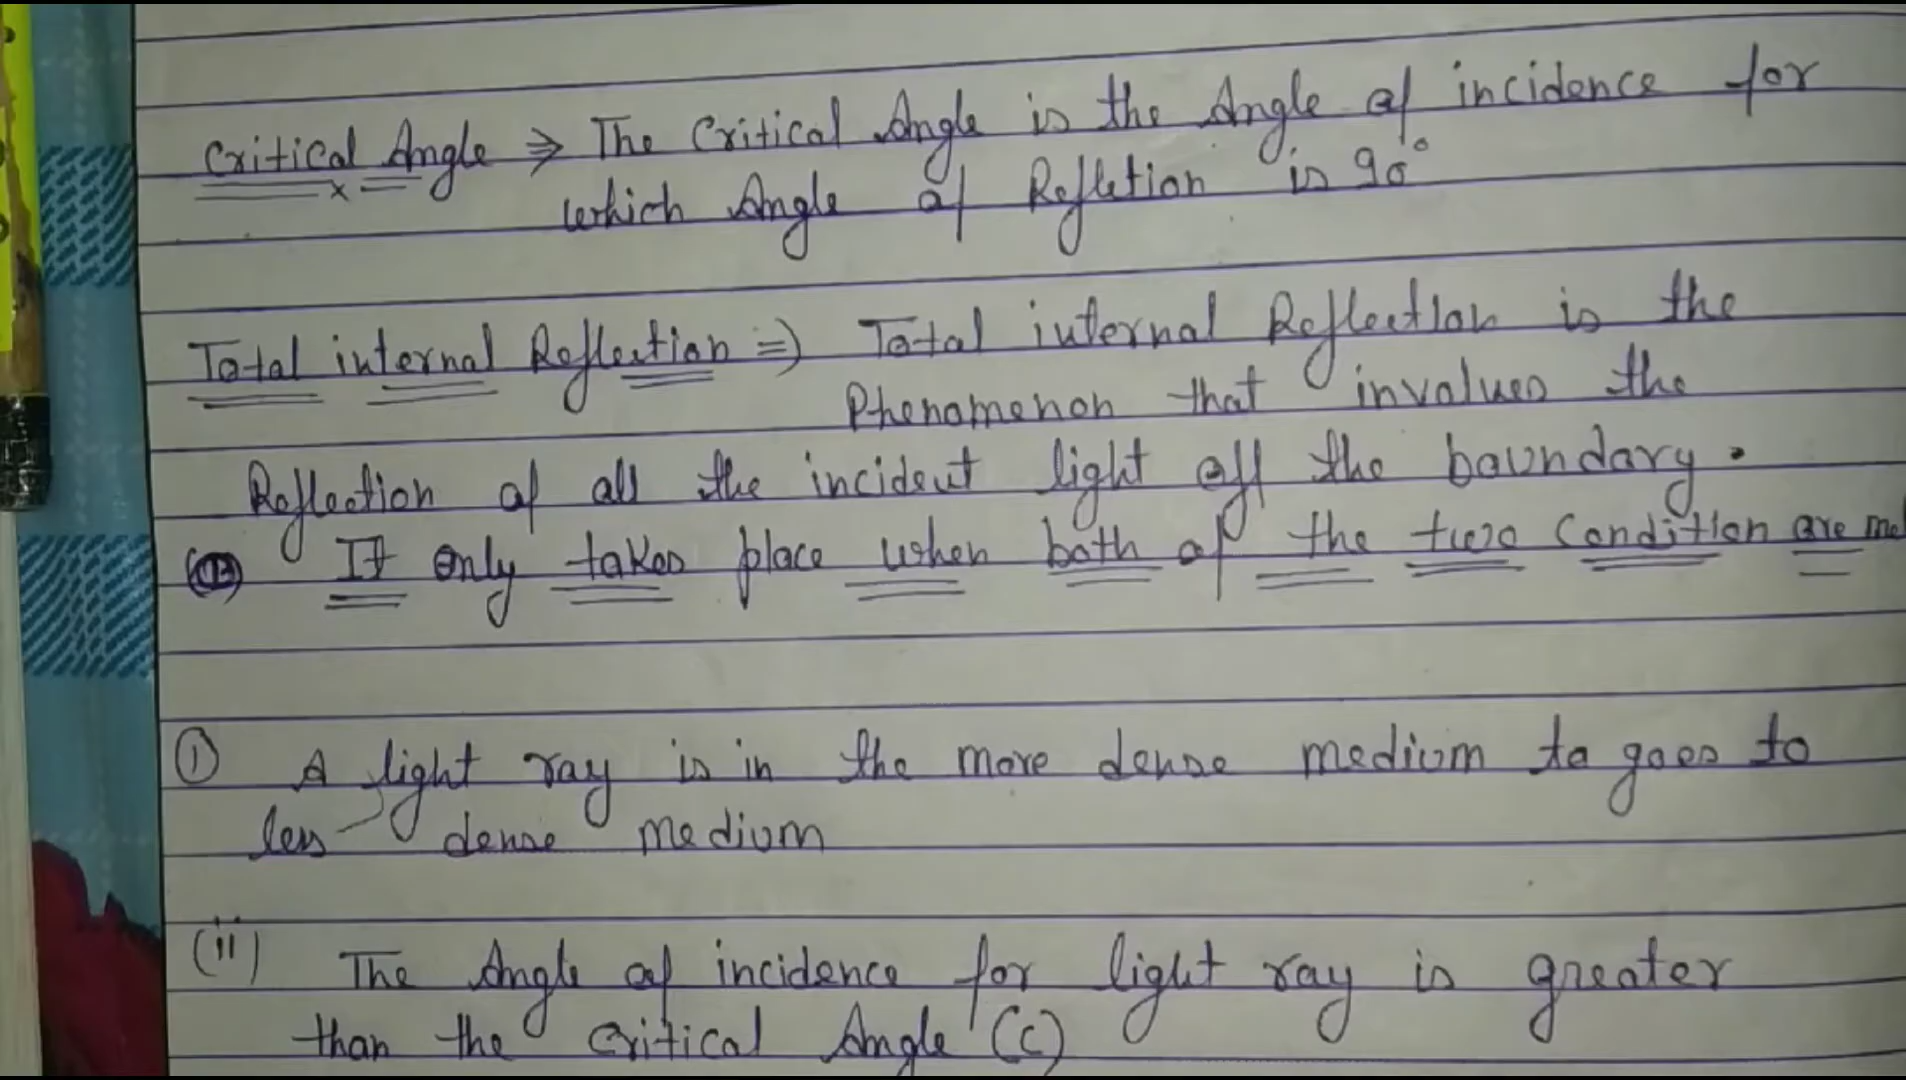 Critical Angle ⇒ The Critical Angle is the Angle of incidence for
which Angle of Refletion is 90°
Total internal Reflection ⇒ Total internal Reflection is the
Phenomenon that involves the
Reflection of all the incident light off the boundary.
It only takes place when both of the two Condition are me
① A light ray is in the more dense medium to goes to
less dense medium
(ii) The Angle of incidence for light ray is greater
than the Critical Angle (C)